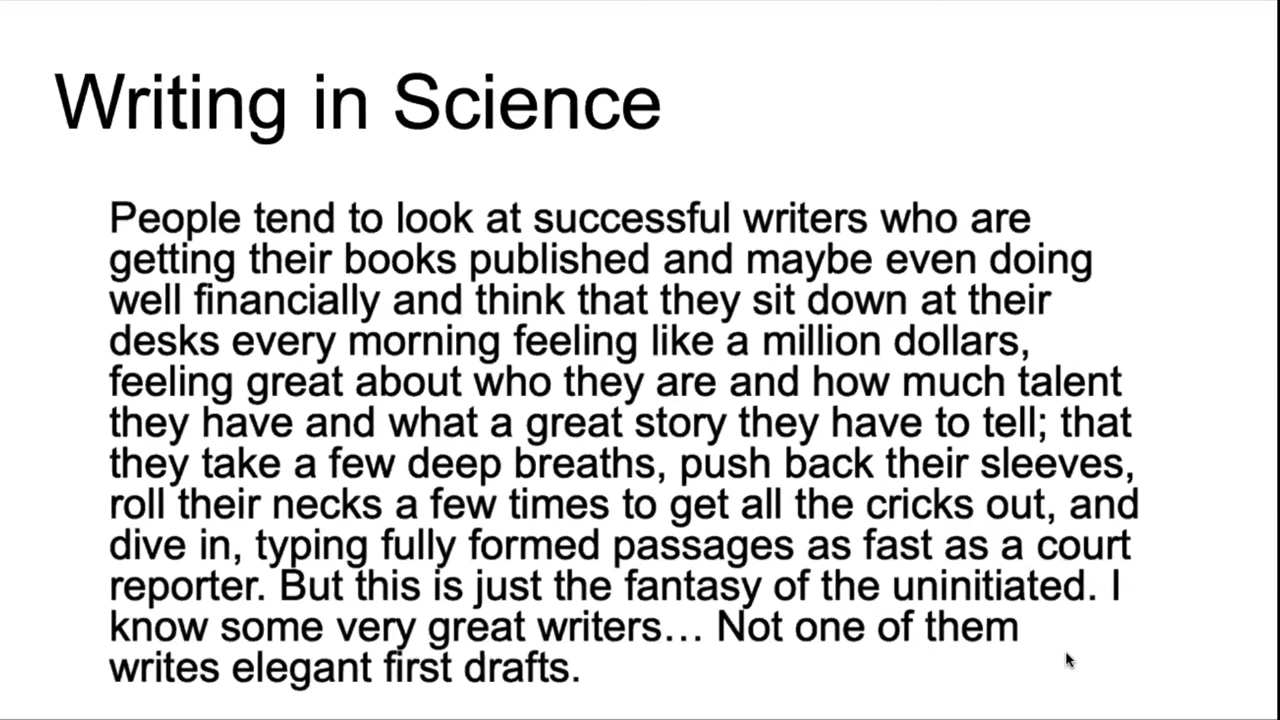 Writing in Science
People tend to look at successful writers who are
getting their books published and maybe even doing
well financially and think that they sit down at their
desks every morning feeling like a million dollars,
feeling great about who they are and how much talent
they have and what a great story they have to tell; that
they take a few deep breaths, push back their sleeves,
roll their necks a few times to get all the cricks out, and
dive in, typing fully formed passages as fast as a court
reporter. But this is just the fantasy of the uninitiated. I
know some very great writers… Not one of them
writes elegant first drafts.